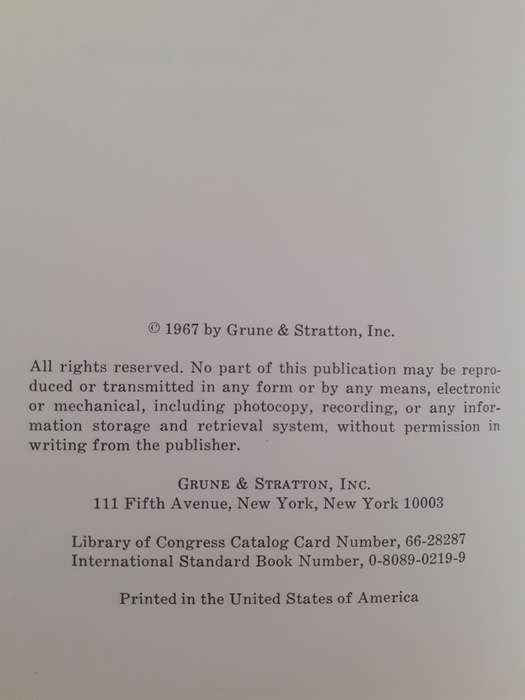 © 1967 by Grune & Stratton, Inc.
All rights reserved. No part of this publication may be repro-
duced or transmitted in any form or by any means, electronic
or mechanical, including photocopy, recording, or any infor-
mation storage and retrieval system, without permission in
writing from the publisher.
GRUNE & STRATTON, INC.
111 Fifth Avenue, New York, New York 10003
Library of Congress Catalog Card Number, 66-28287
International Standard Book Number, 0-8089-0219-9
Printed in the United States of America